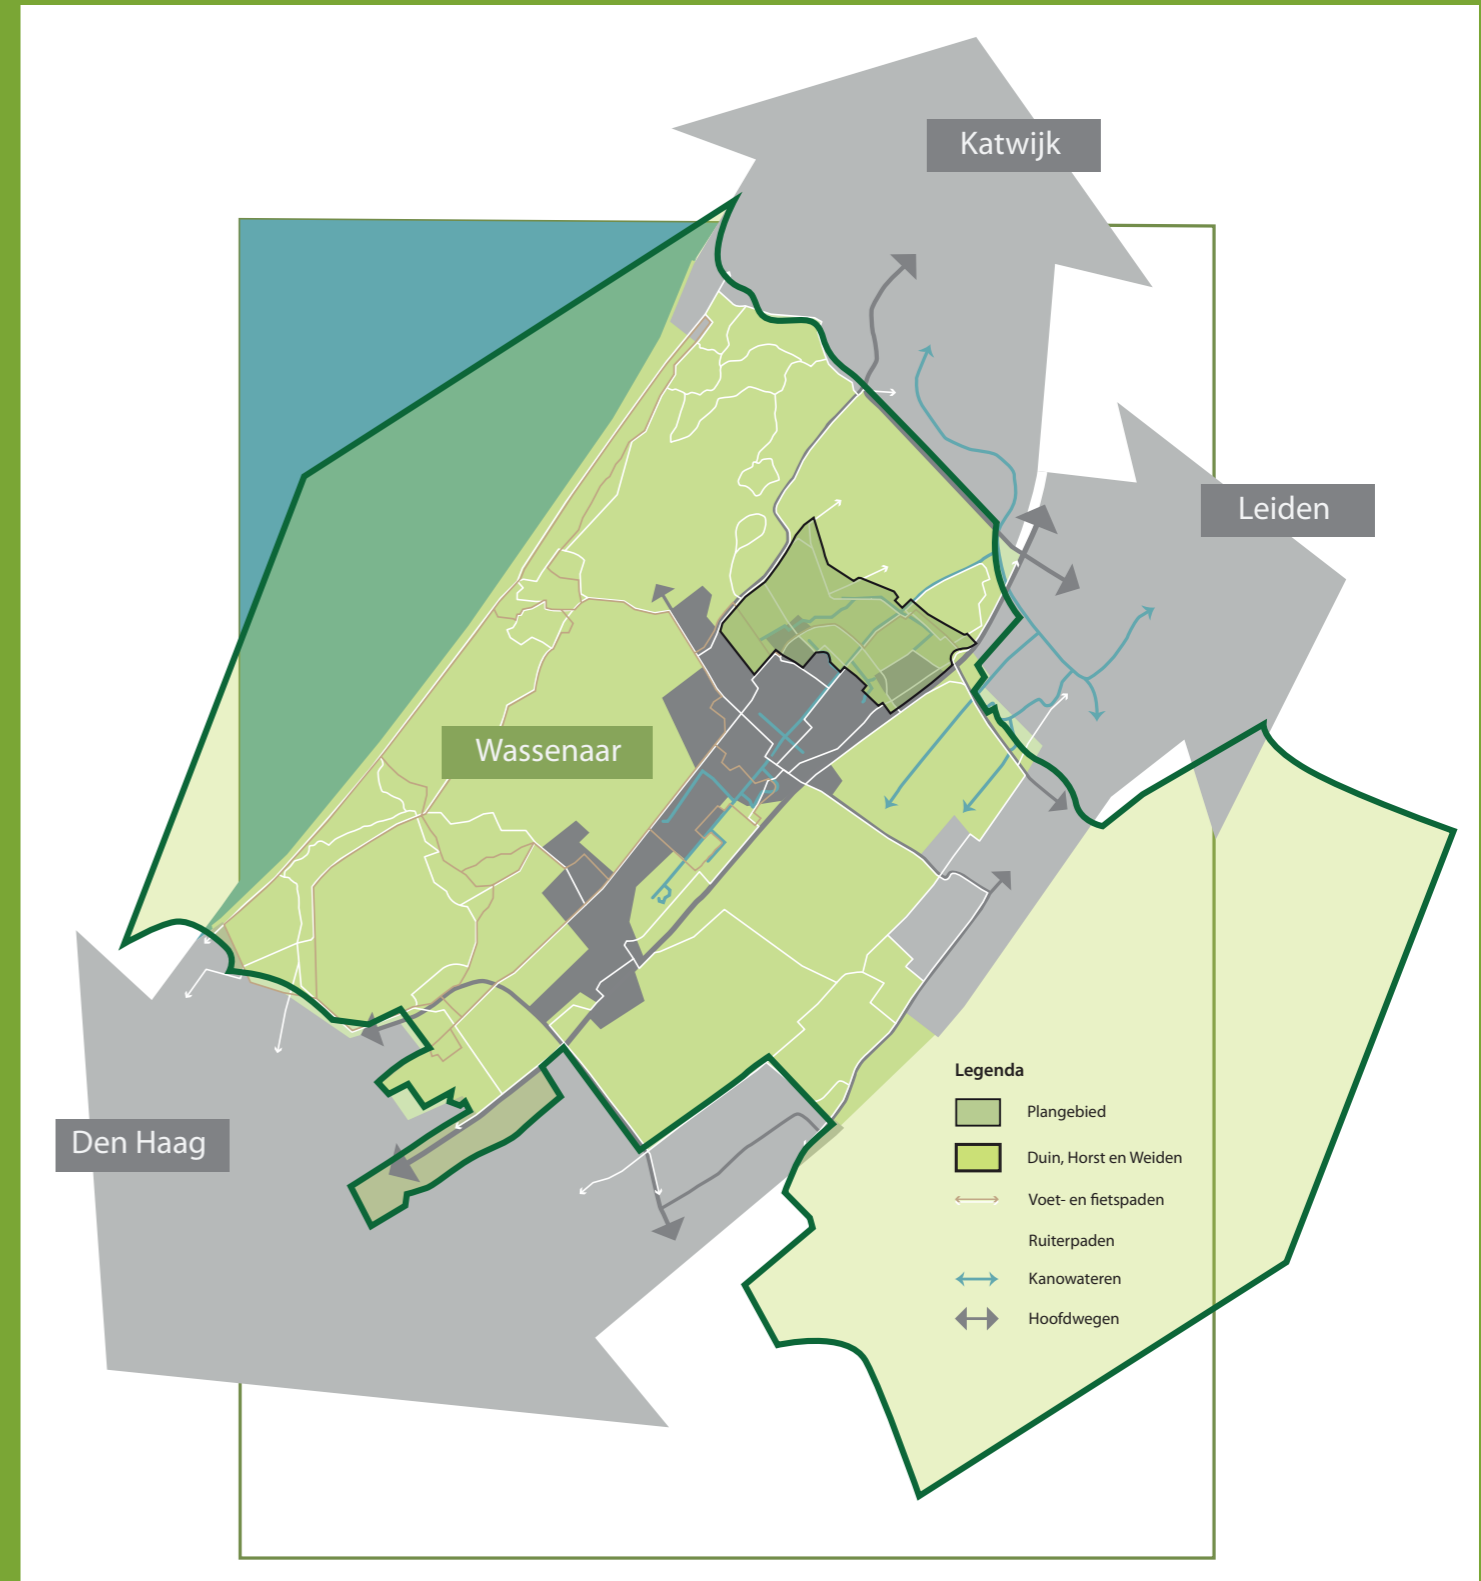 Katwijk
Leiden
Wassenaar
Den Haag
Legenda
Plangebied
Duin, Horst en Weiden
Voet- en fietspaden
Ruiterpaden
Kanowateren
Hoofdwegen